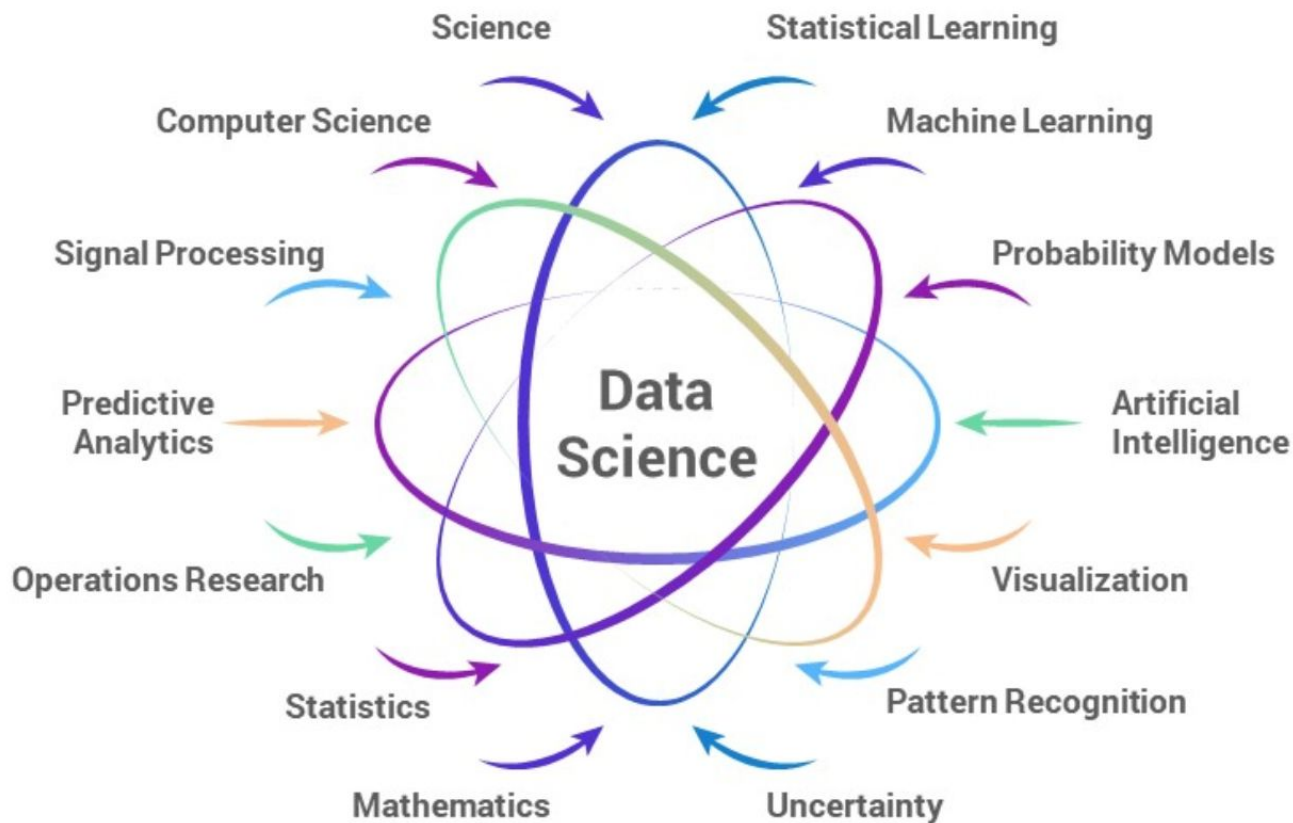 Science
Statistical Learning
Computer Science
Machine Learning
Signal Processing
Probability Models
Predictive
Analytics
Data
Science
Artificial
Intelligence
Operations Research
Visualization
Statistics
Pattern Recognition
Mathematics
Uncertainty